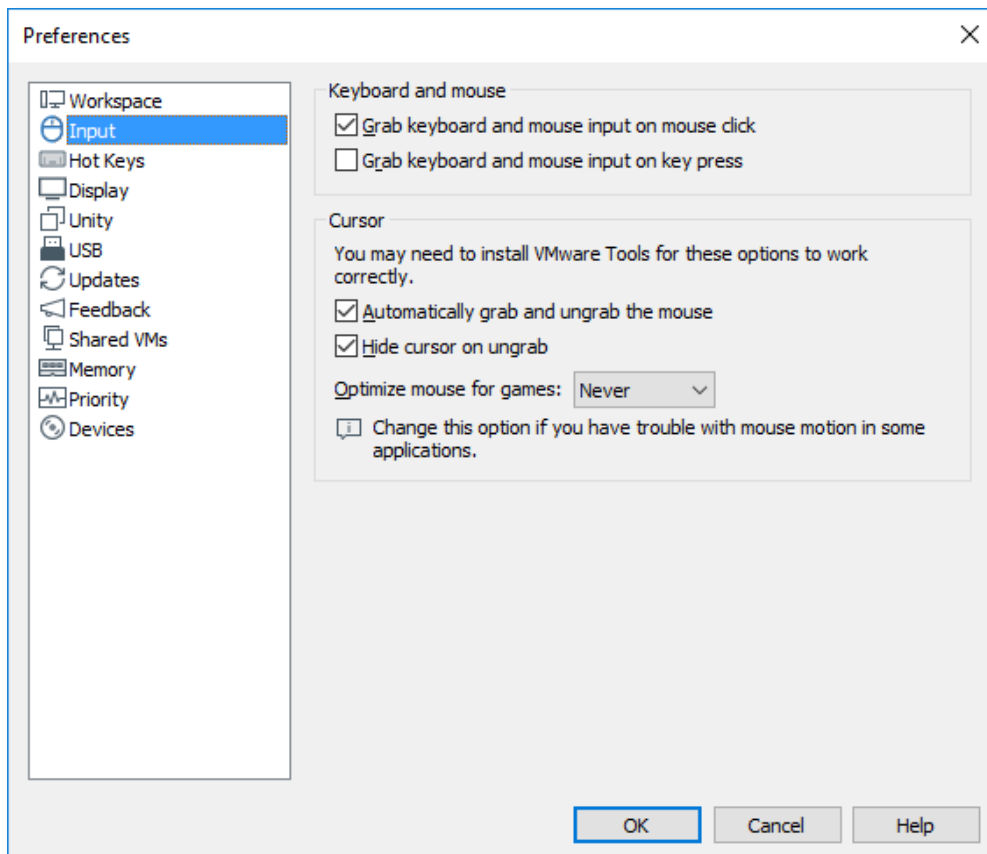 Preferences
Workspace
Input
Hot Keys
Display
Unity
USB
Updates
Feedback
Shared VMs
Memory
Priority
Devices
Keyboard and mouse
Grab keyboard and mouse input on mouse click
Grab keyboard and mouse input on key press
Cursor
You may need to install VMware Tools for these options to work
correctly.
Automatically grab and ungrab the mouse
Hide cursor on ungrab
Optimize mouse for games: Never
Change this option if you have trouble with mouse motion in some
applications.
OK Cancel Help